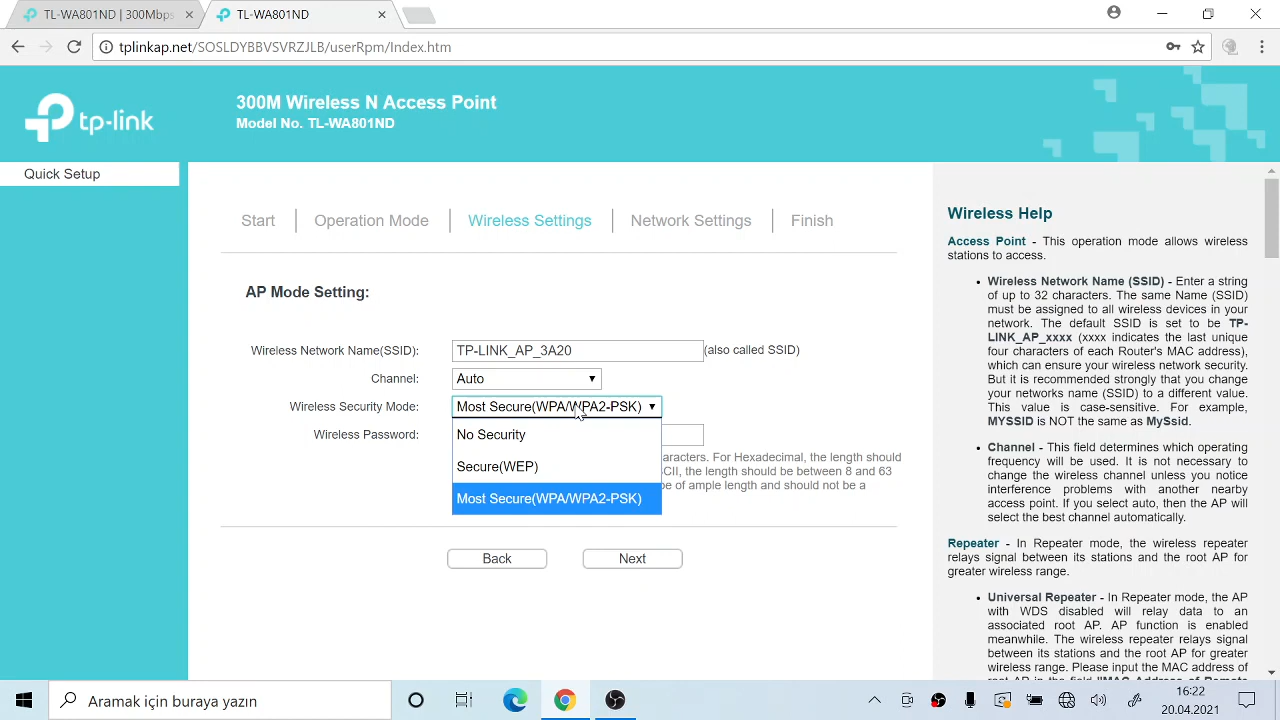 TL-WA801ND | 300Mbps
TL-WA801ND
tplinkap.net/SOSLDYBBVSVRZJLB/userRpm/Index.htm
tp-link
300M Wireless N Access Point
Model No. TL-WA801ND
Quick Setup
Start
Operation Mode
Wireless Settings
Network Settings
Finish
AP Mode Setting:
Wireless Network Name(SSID):
TP-LINK_AP_3A20
(also called SSID)
Channel:
Auto
Wireless Security Mode:
Most Secure(WPA/WPA2-PSK)
Wireless Password:
No Security
Secure(WEP)
Most Secure(WPA/WPA2-PSK)
aracters. For Hexadecimal, the length should
CII, the length should be between 8 and 63
be of ample length and should not be a
Back
Next
Wireless Help
Access Point - This operation mode allows wireless
stations to access.
• Wireless Network Name (SSID) - Enter a string
of up to 32 characters. The same Name (SSID)
must be assigned to all wireless devices in your
network. The default SSID is set to be TP-
LINK_AP_xxxx (xxxx indicates the last unique
four characters of each Router's MAC address),
which can ensure your wireless network security.
But it is recommended strongly that you change
your networks name (SSID) to a different value.
This value is case-sensitive. For example,
MYSSID is NOT the same as MySsid.
• Channel - This field determines which operating
frequency will be used. It is not necessary to
change the wireless channel unless you notice
interference problems with another nearby
access point. If you select auto, then the AP will
select the best channel automatically.
Repeater - In Repeater mode, the wireless repeater
relays signal between its stations and the root AP for
greater wireless range.
• Universal Repeater - In Repeater mode, the AP
with WDS disabled will relay data to an
associated root AP. AP function is enabled
meanwhile. The wireless repeater relays signal
between its stations and the root AP for greater
wireless range. Please input the MAC address of
root AP in the field "MAC Address of Remote
Aramak için buraya yazın
16:22
20.04.2021